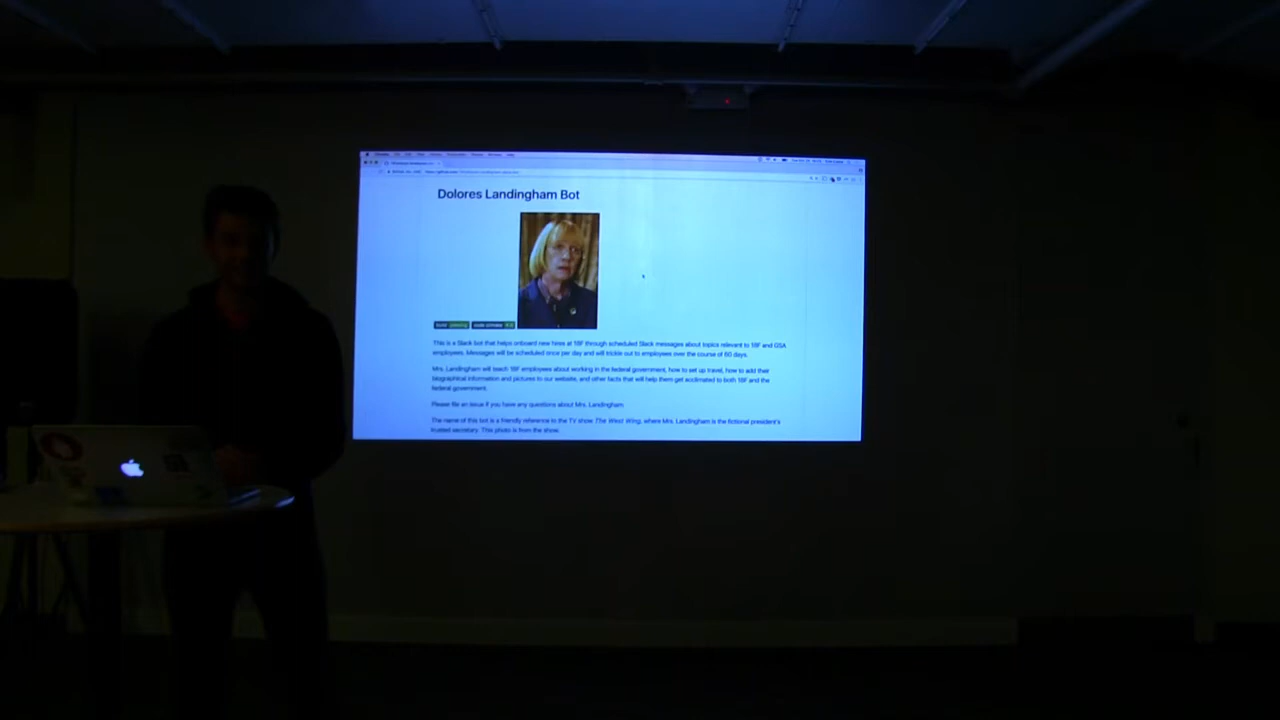 Dolores Landingham Bot
build passing code climate
This is a Slack bot that helps onboard new hires at 18F through scheduled Slack messages about topics relevant to 18F and GSA
employees. Messages will be scheduled once per day and will trickle out to employees over the course of 60 days.
Mrs. Landingham will teach 18F employees about working in the federal government, how to set up travel, how to add their
biographical information and pictures to our website, and other facts that will help them get acclimated to both 18F and the
federal government.
Please file an issue if you have any questions about Mrs. Landingham
The name of this bot is a friendly reference to the TV show The West Wing, where Mrs. Landingham is the fictional president's
trusted secretary. This photo is from the show.